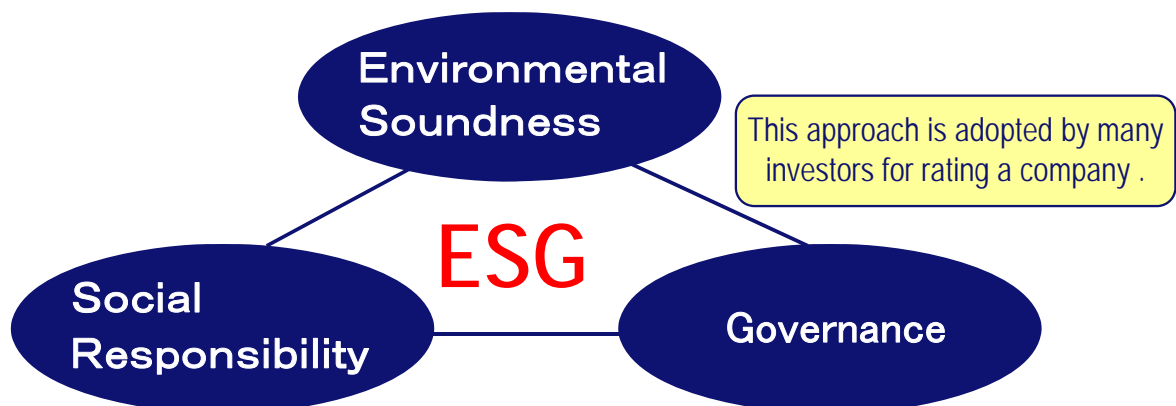 Environmental
Soundness
This approach is adopted by many
investors for rating a company .
ESG
Social
Responsibility
Governance